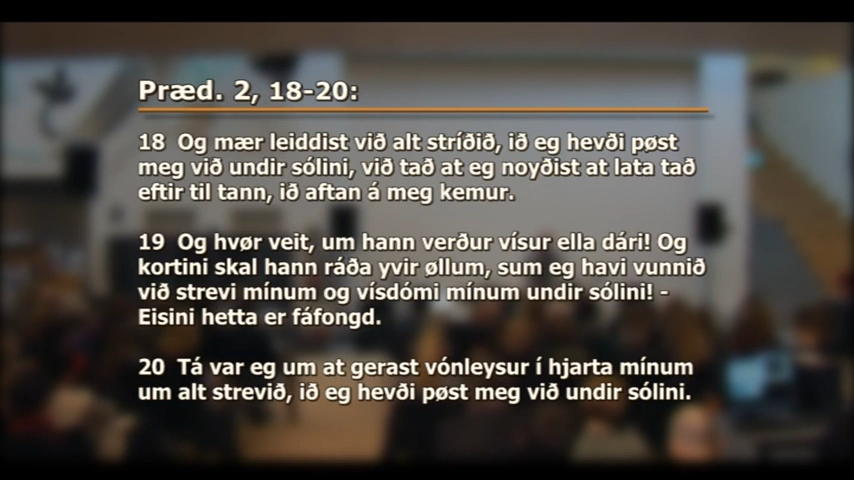 Præd. 2, 18-20:
18 Og mær leiddist við alt stríðið, ið eg hevði pøst
meg við undir sólini, við tað at eg noyðist at lata tað
eftir til tann, ið aftan á meg kemur.
19 Og hvør veit, um hann verður vísur ella dári! Og
kortini skal hann ráða yvir øllum, sum eg havi vunnið
við strevi mínum og vísdómi mínum undir sólini! -
Eisini hetta er fáfongd.
20 Tá var eg um at gerast vónleysur í hjarta mínum
um alt strevið, ið eg hevði pøst meg við undir sólini.